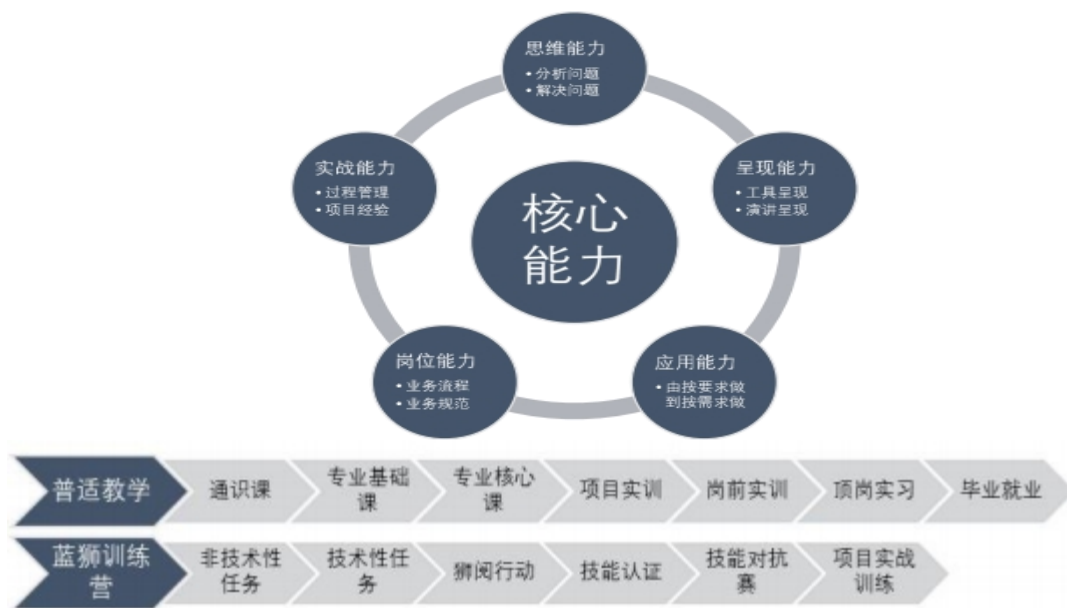 思维能力
• 分析问题
• 解决问题
实战能力
• 过程管理
• 项目经验
呈现能力
• 工具呈现
• 演讲呈现
核心
能力
岗位能力
• 业务流程
• 业务规范
应用能力
• 由按要求做
到按需求做
普适教学
通识课
专业基础
课
专业核心
课
项目实训
岗前实训
顶岗实习
毕业就业
蓝狮训练
营
非技术性
任务
技术性任
务
狮阅行动
技能认证
技能对抗
赛
项目实战
训练